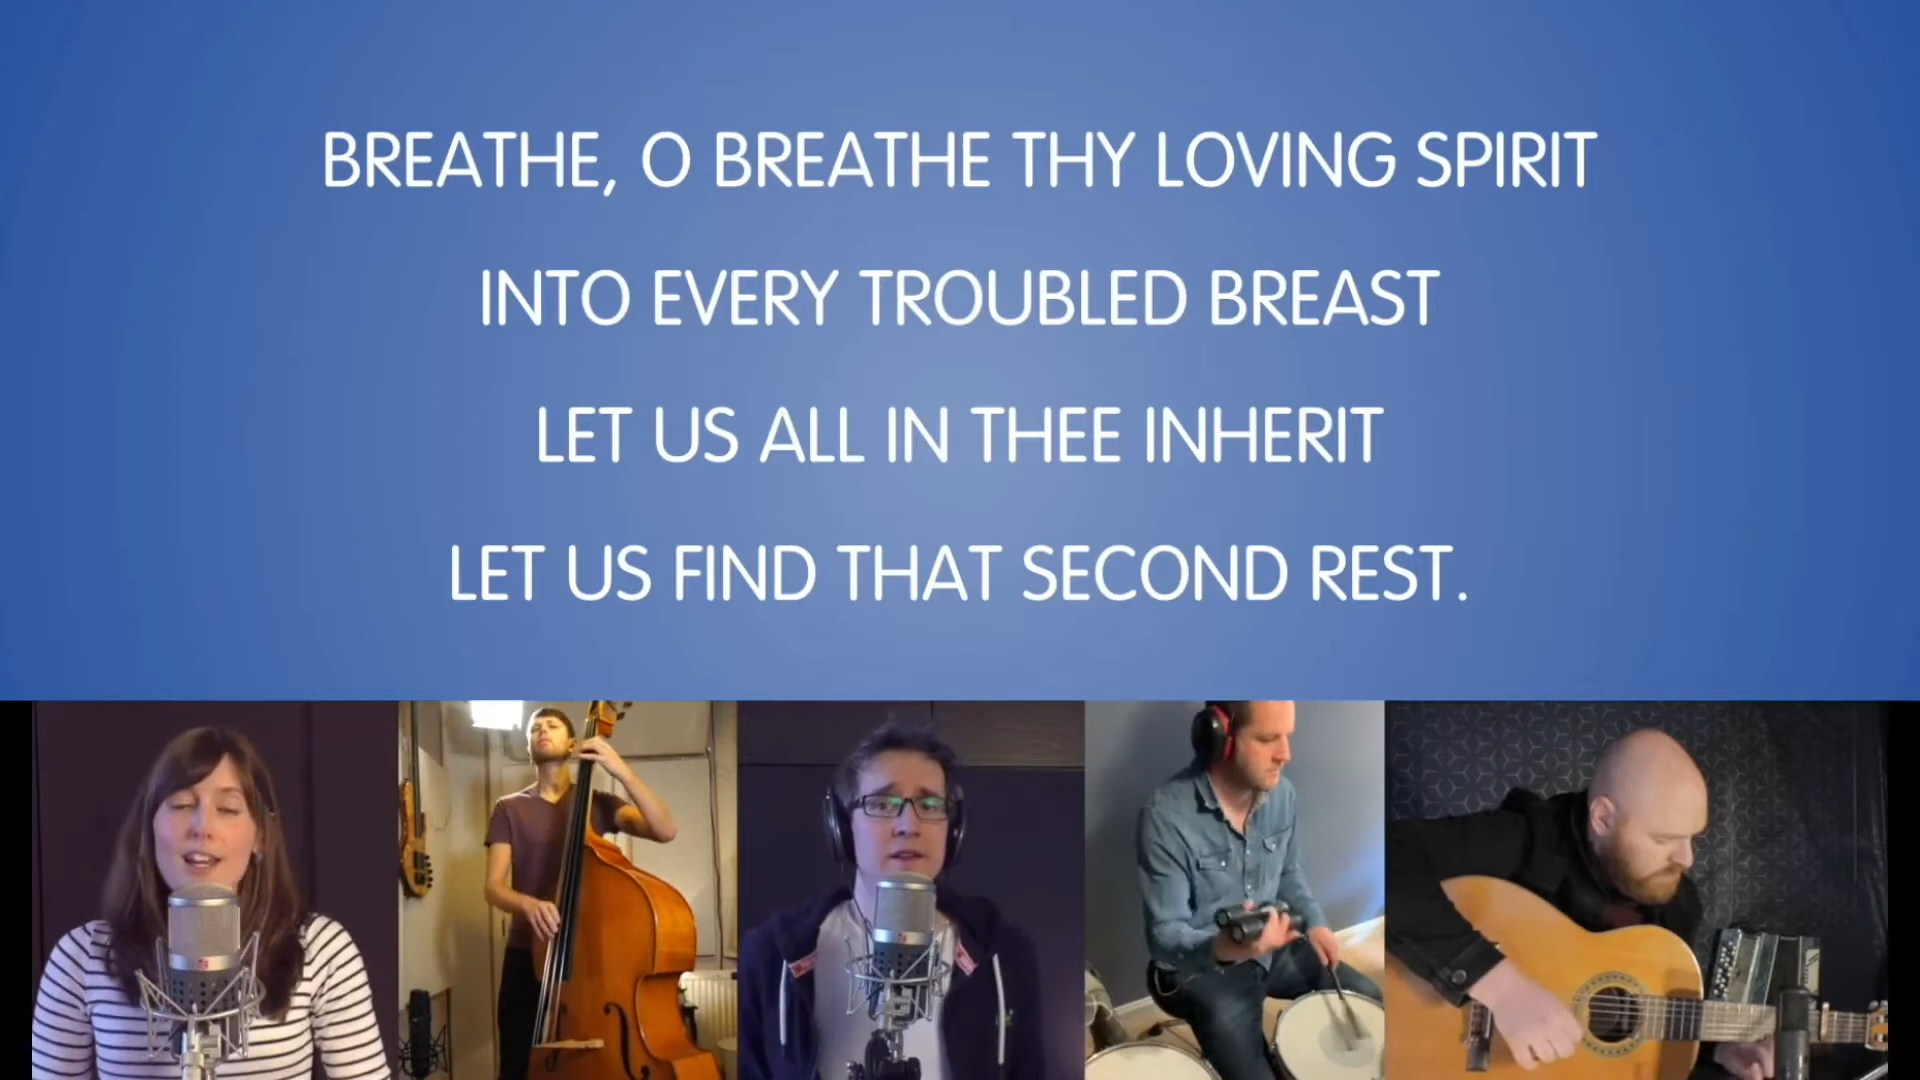 BREATHE, O BREATHE THY LOVING SPIRIT
INTO EVERY TROUBLED BREAST
LET US ALL IN THEE INHERIT
LET US FIND THAT SECOND REST.